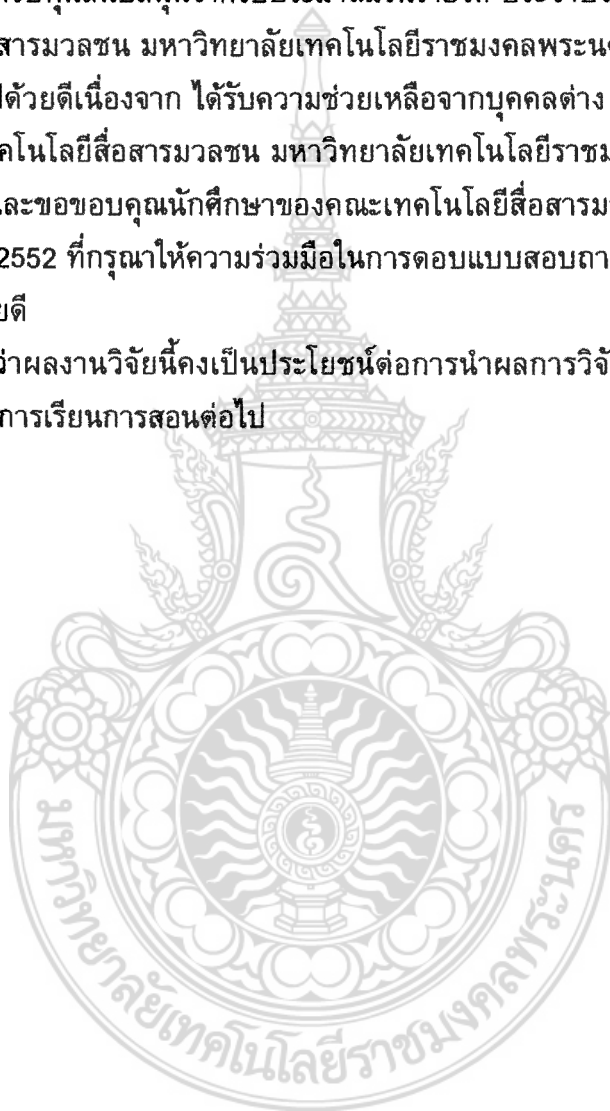 สารมวลชน มหาวิทยาลัยเทคโนโลยีราชมงคลพระน
ด้วยดีเนื่องจาก ได้รับความช่วยเหลือจากบุคคลต่าง
คโนโลยีสื่อสารมวลชน มหาวิทยาลัยเทคโนโลยีราชม
และขอขอบคุณนักศึกษาของคณะเทคโนโลยีสื่อสารม
2552 ที่กรุณาให้ความร่วมมือในการตอบแบบสอบถา
ยดี
ว่าผลงานวิจัยนี้คงเป็นประโยชน์ต่อการนำผลการวิจั
การเรียนการสอนต่อไป
มหาวิทยาลัยเทคโนโลยีราชมงคลพระนคร